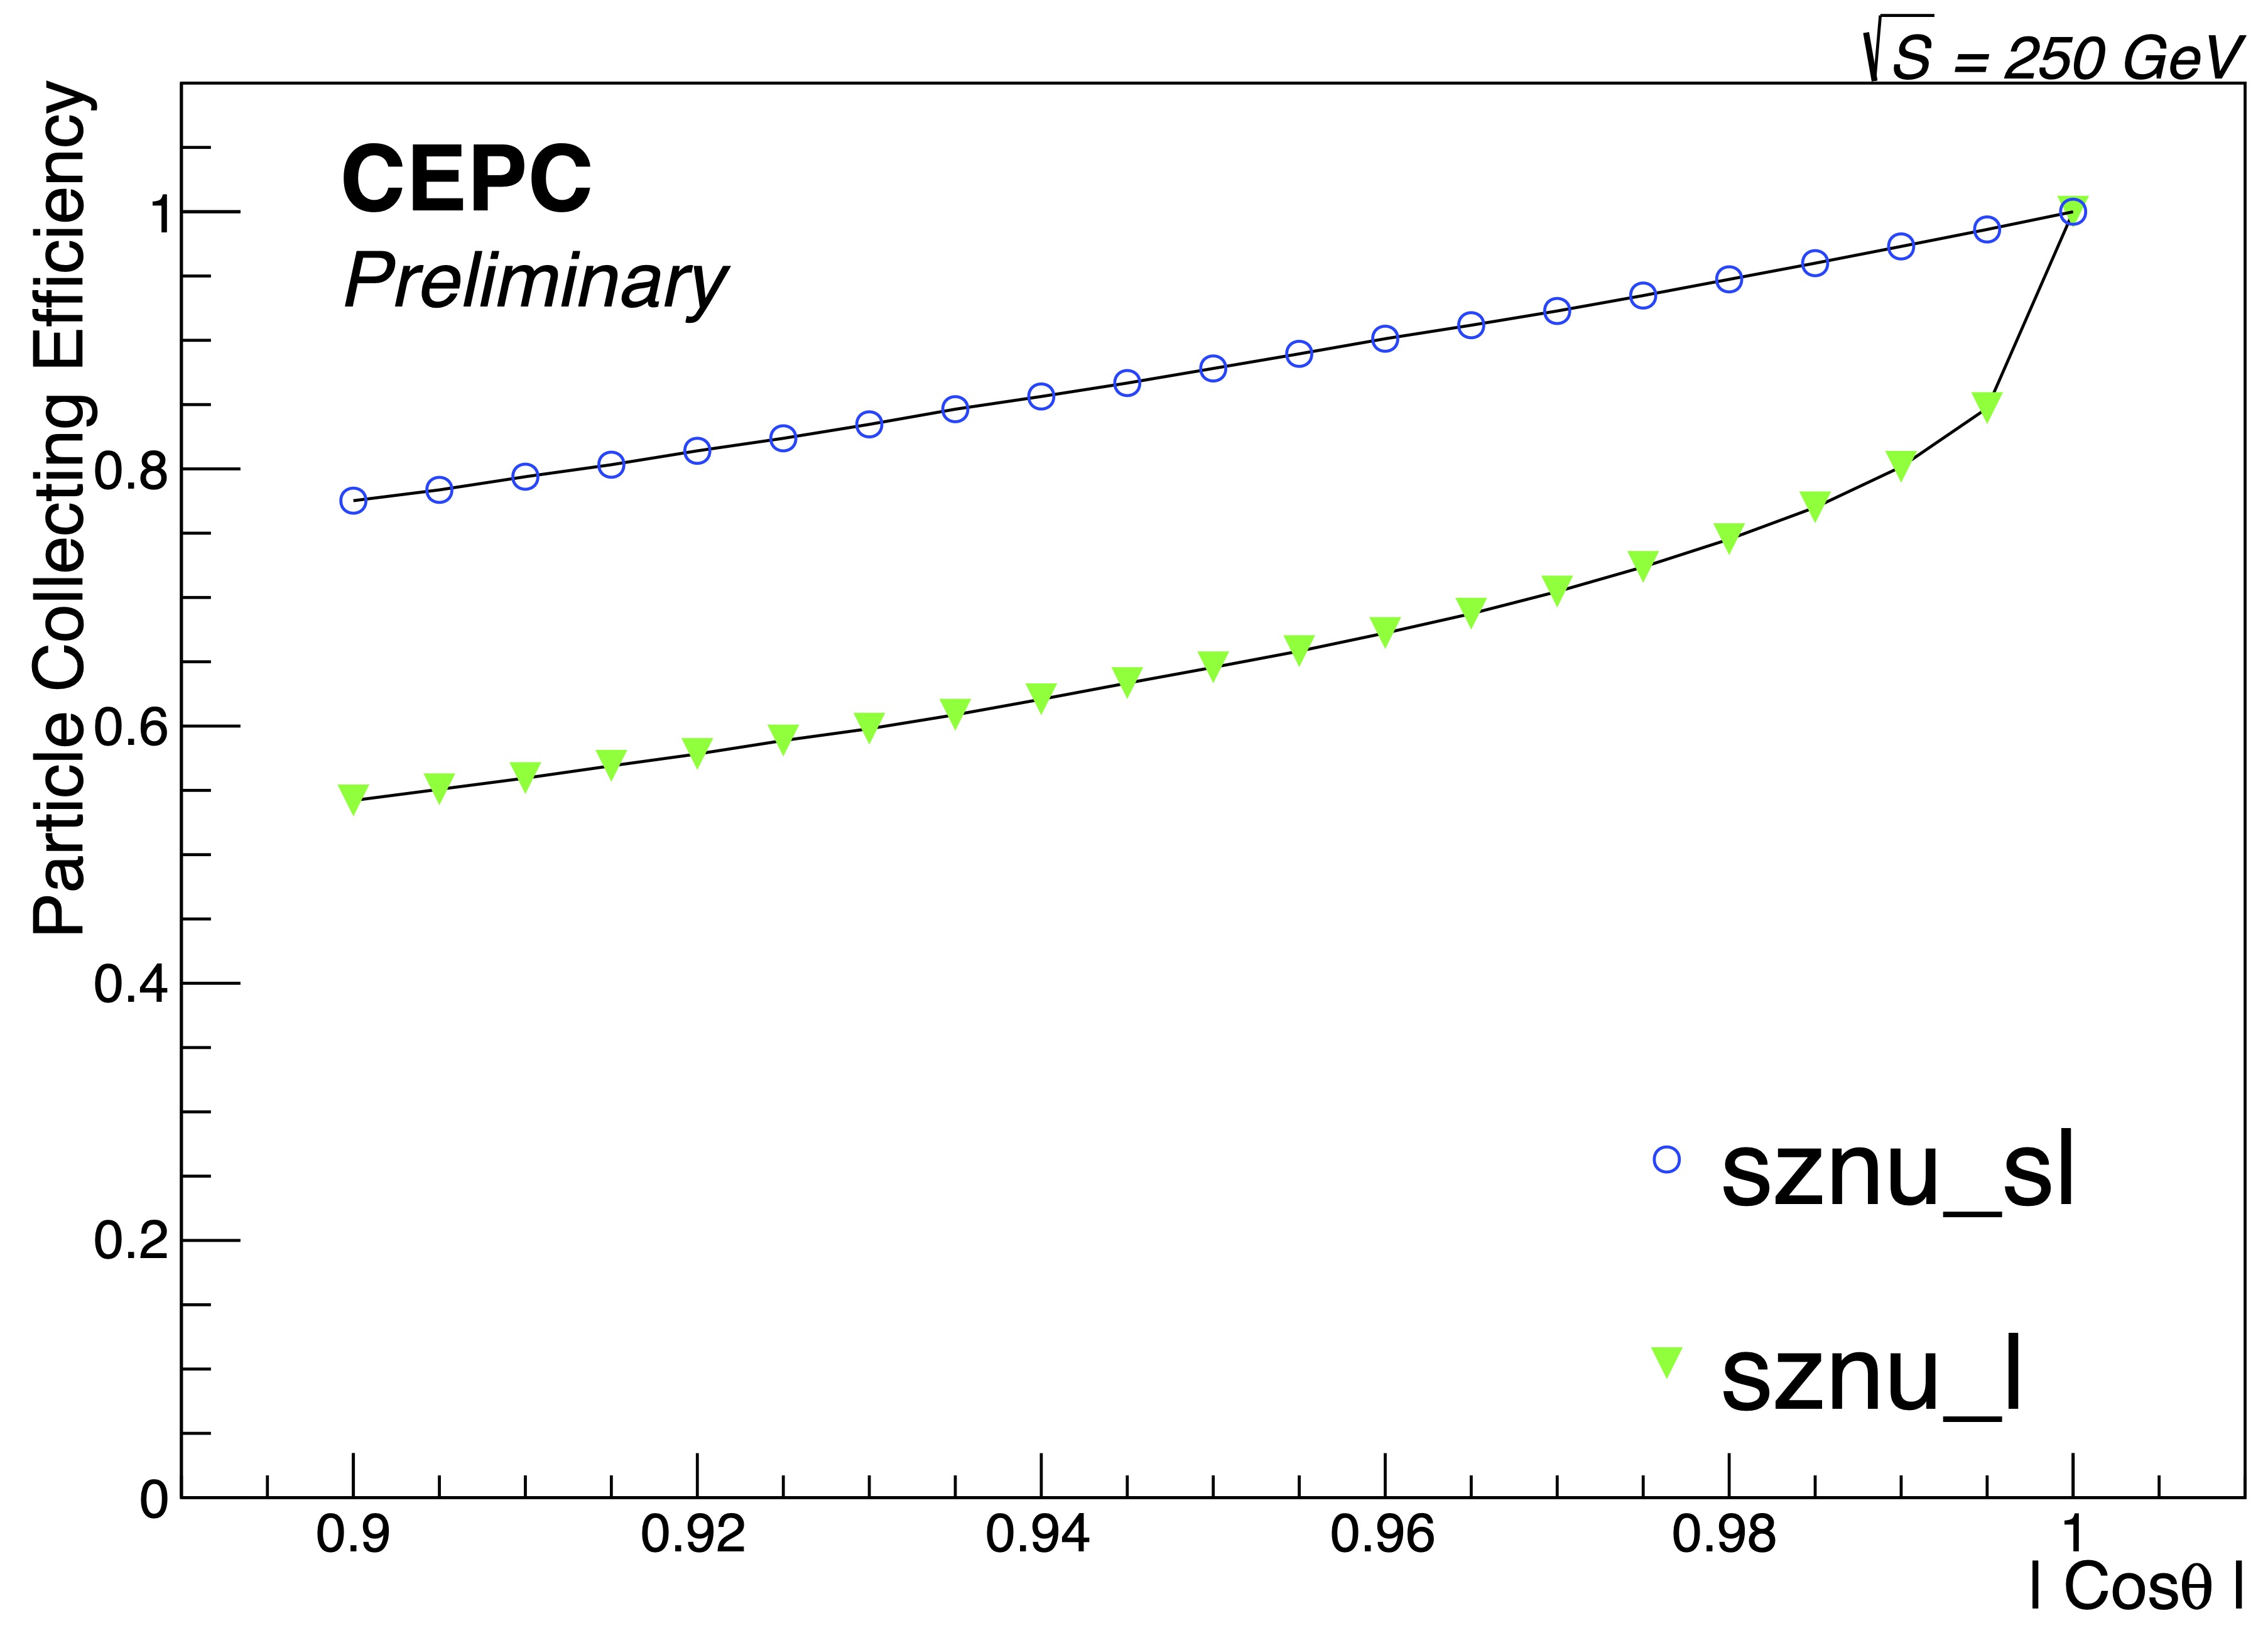 √S = 250 GeV
CEPC
Preliminary
Particle Collecting Efficiency
1
0.8
0.6
0.4
0.2
0
sznu_sl
sznu_l
0.9 0.92 0.94 0.96 0.98 1
| Cosθ |